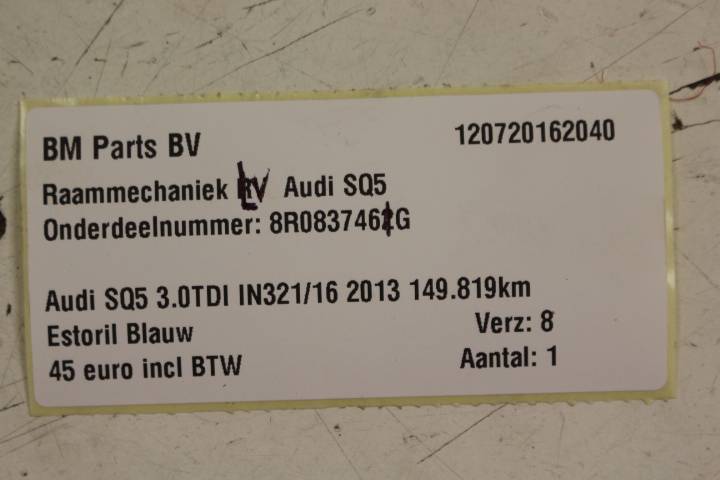 BM Parts BV
120720162040
Raammechaniek LV Audi SQ5
Onderdeelnummer: 8R0837461G
Audi SQ5 3.0TDI IN321/16 2013 149.819km
Estoril Blauw
Verz: 8
45 euro incl BTW
Aantal: 1